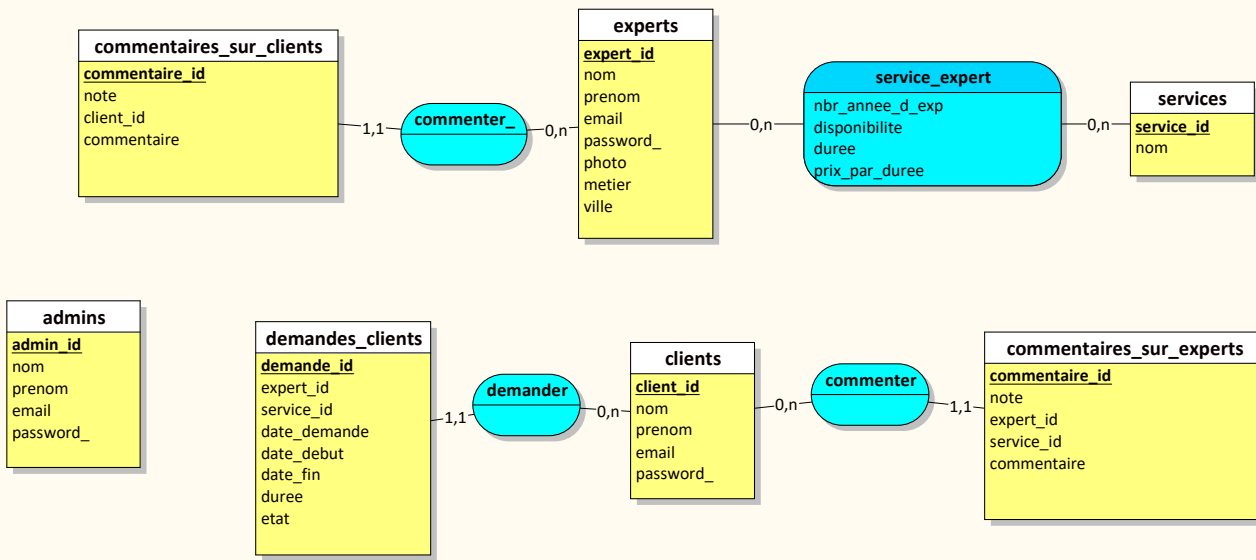 commentaires_sur_clients
commentaire_id
note
client_id
commentaire
1,1
commenter_
0,n
experts
expert_id
nom
prenom
email
password_
photo
metier
ville
0,n
service_expert
nbr_annee_d_exp
disponibilite
duree
prix_par_duree
0,n
services
service_id
nom
admins
admin_id
nom
prenom
email
password_
demandes_clients
demande_id
expert_id
service_id
date_demande
date_debut
date_fin
duree
etat
1,1
demander
0,n
clients
client_id
nom
prenom
email
password_
0,n
commenter
1,1
commentaires_sur_experts
commentaire_id
note
expert_id
service_id
commentaire